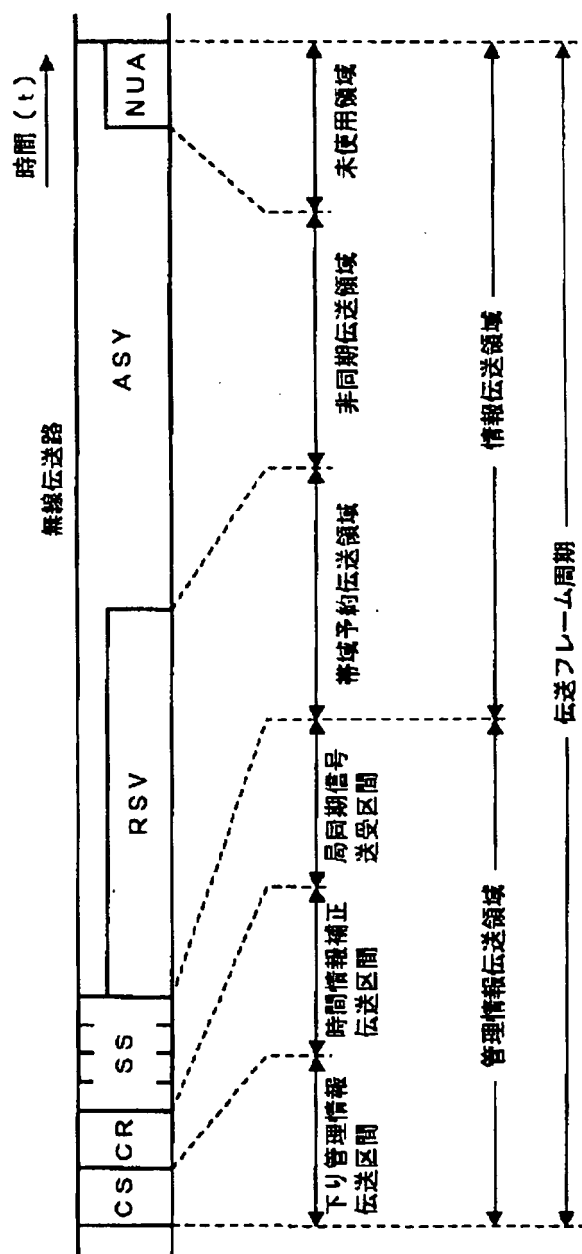 無線伝送路
時間(t)
CS
CR
SS
RSV
ASY
NUA
下り管理情報
伝送区間
時間情報補正
伝送区間
局同期信号
送受区間
帯域予約伝送領域
非同期伝送領域
未使用領域
管理情報伝送領域
情報伝送領域
伝送フレーム周期